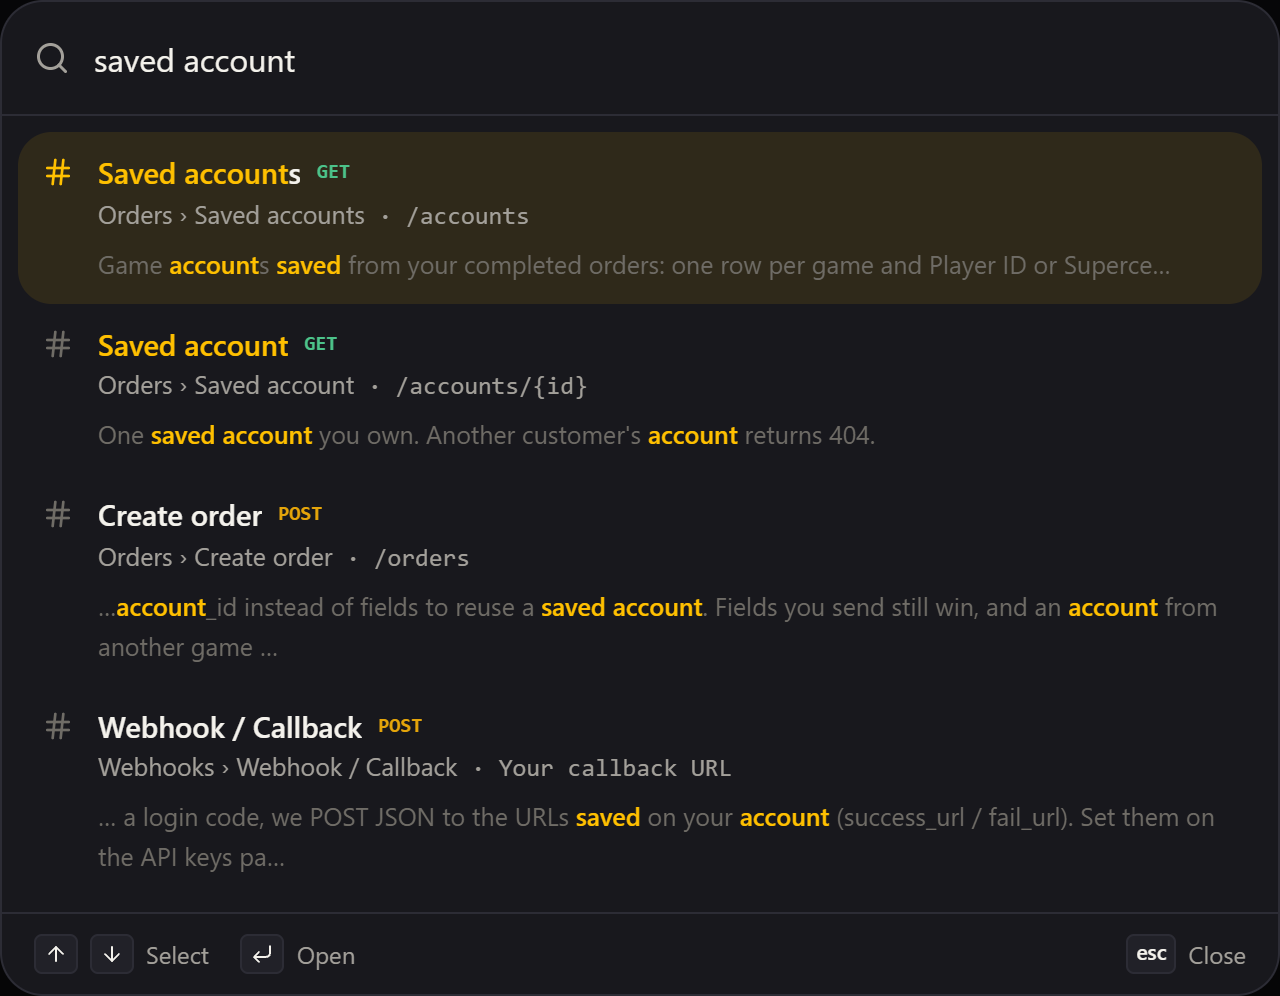 saved account
Saved accounts GET
Orders › Saved accounts · /accounts
Game accounts saved from your completed orders: one row per game and Player ID or Superce...
Saved account GET
Orders › Saved account · /accounts/{id}
One saved account you own. Another customer's account returns 404.
Create order POST
Orders › Create order · /orders
...account_id instead of fields to reuse a saved account. Fields you send still win, and an account from
another game ...
Webhook / Callback POST
Webhooks › Webhook / Callback · Your callback URL
... a login code, we POST JSON to the URLs saved on your account (success_url / fail_url). Set them on
the API keys pa...
Select Open esc Close